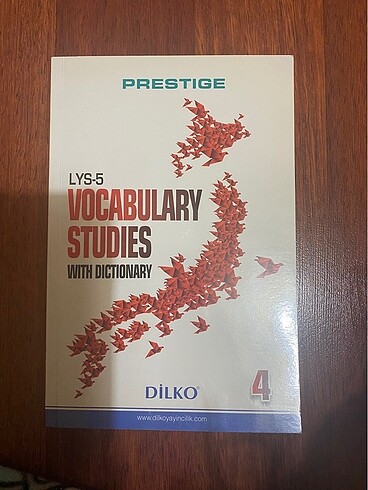 PRESTIGE
LYS-5
VOCABULARY
STUDIES
WITH DICTIONARY
4
DİLKO®
www.dilkoyayincilik.com